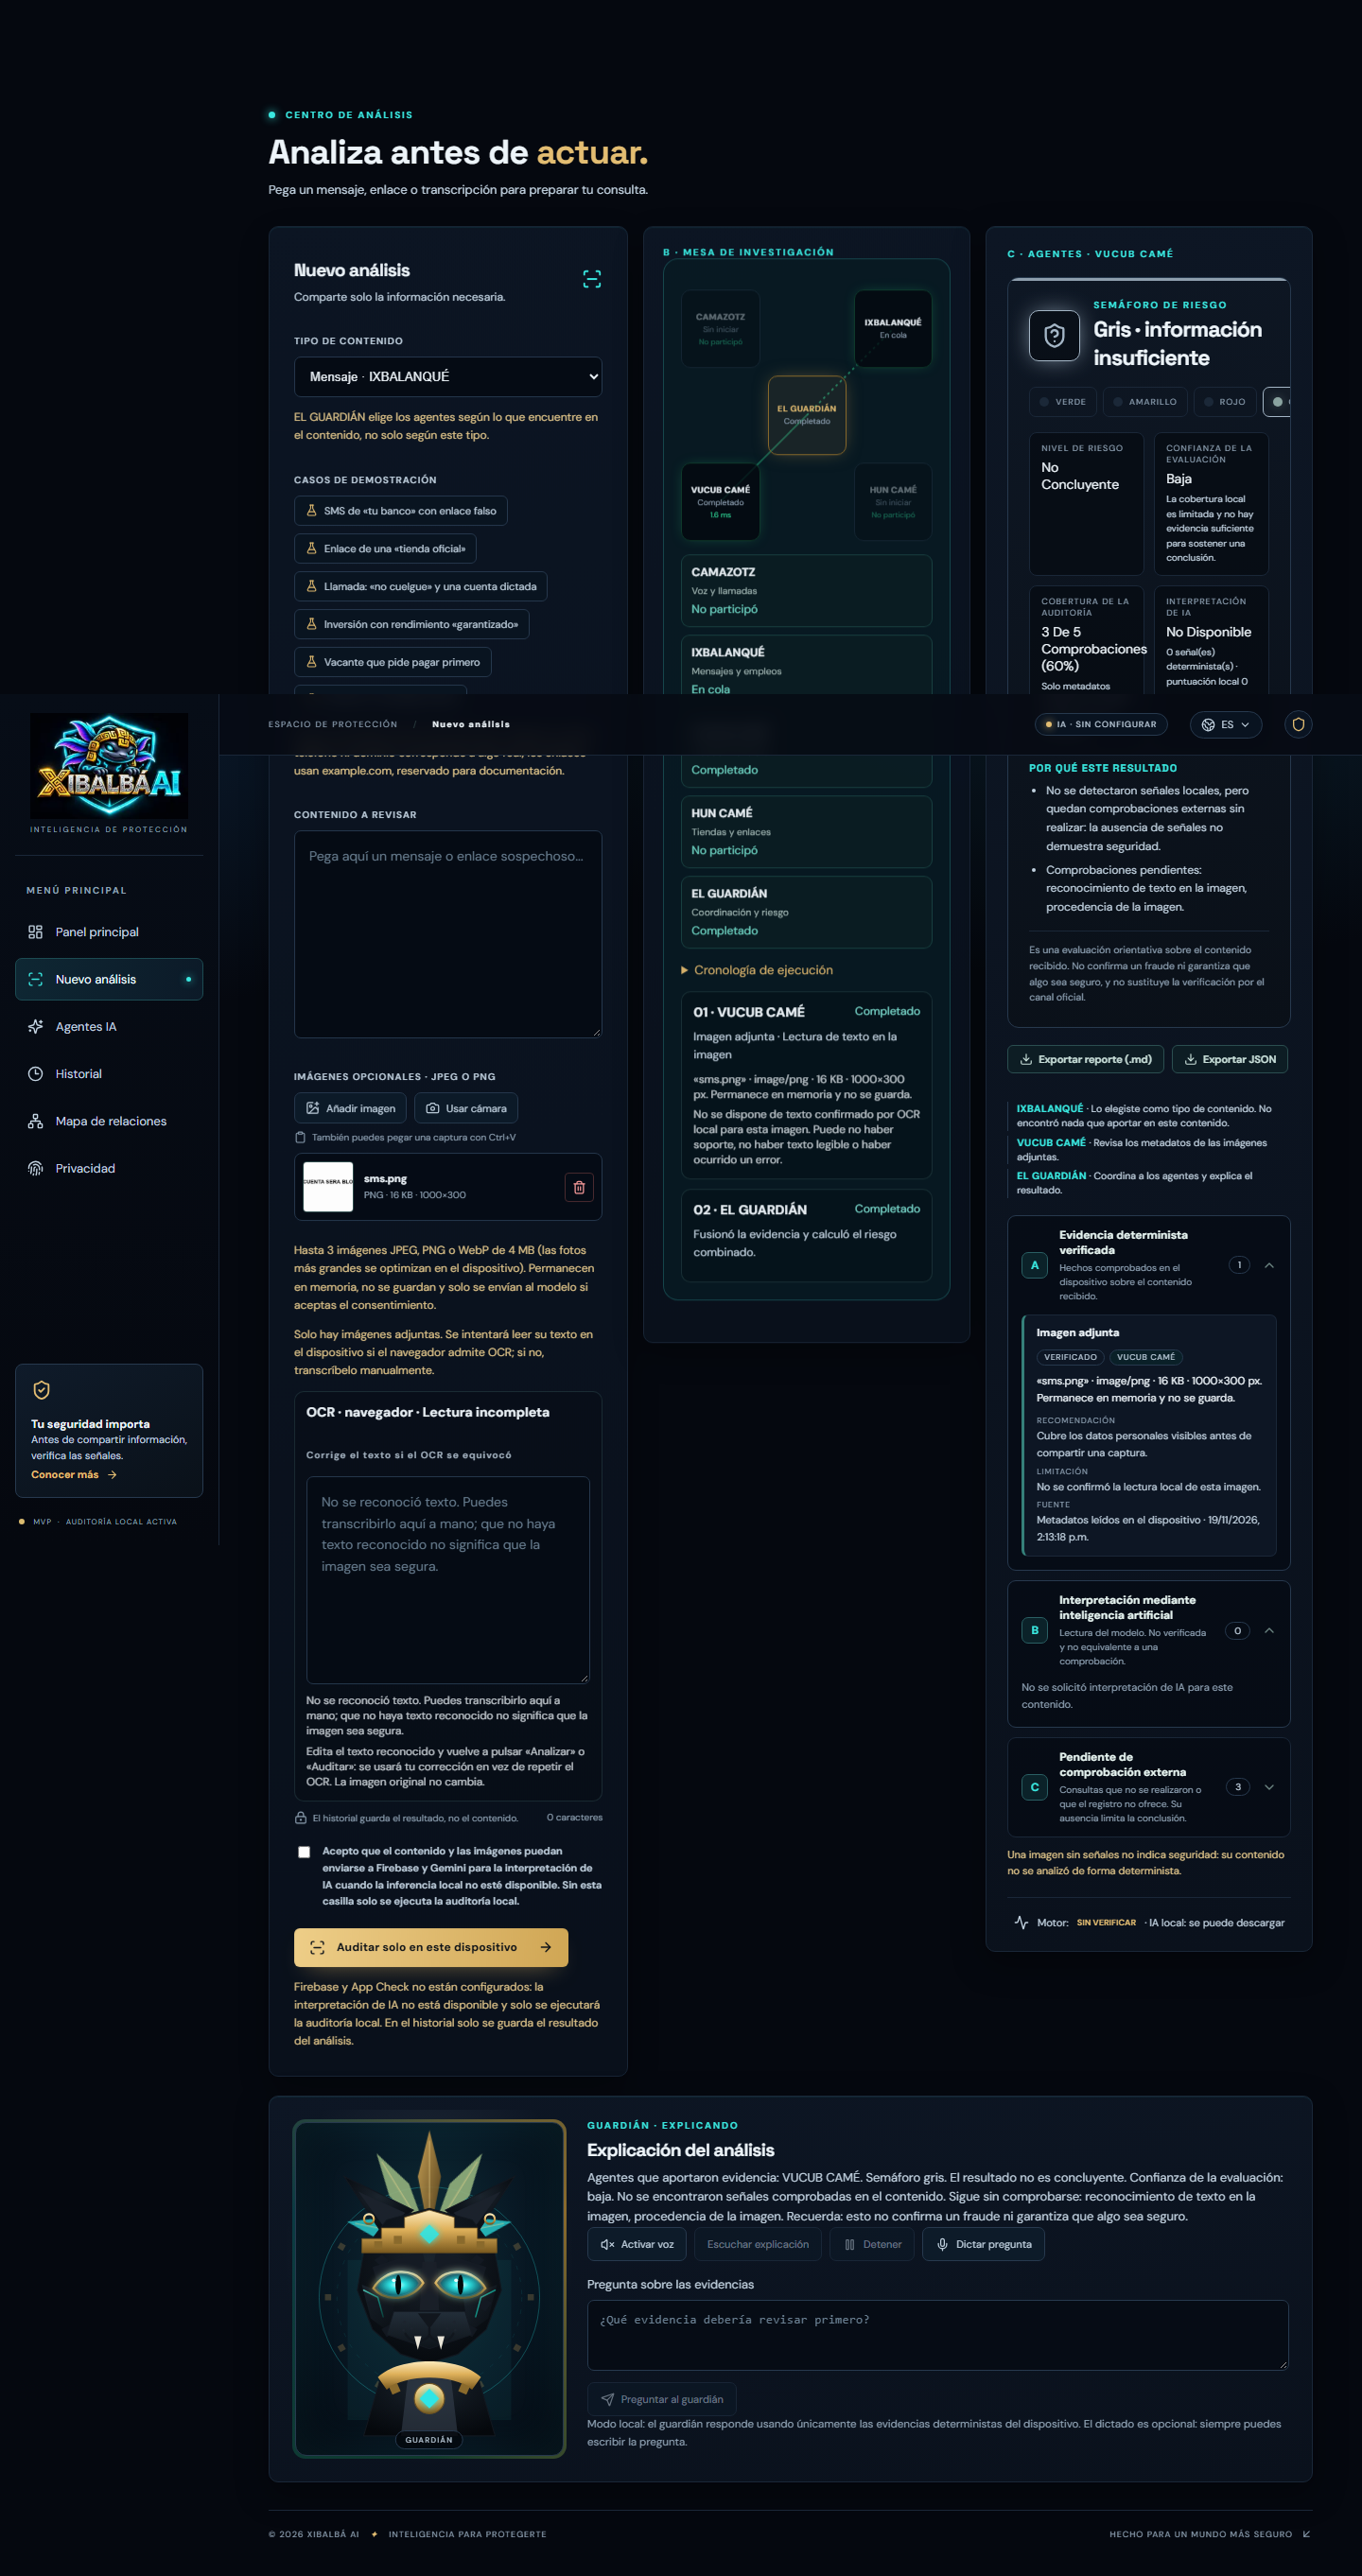 CENTRO DE ANÁLISIS
Analiza antes de actuar.
Pega un mensaje, enlace o transcripción para preparar tu consulta.
Nuevo análisis
Comparte solo la información necesaria.
TIPO DE CONTENIDO
Mensaje · IXBALANQUÉ
EL GUARDIÁN elige los agentes según lo que encuentre en
el contenido, no solo según este tipo.
CASOS DE DEMOSTRACIÓN
SMS de «tu banco» con enlace falso
Enlace de una «tienda oficial»
Llamada: «no cuelgue» y una cuenta dictada
Inversión con rendimiento «garantizado»
Vacante que pide pagar primero
usan example.com, reservado para documentación.
CONTENIDO A REVISAR
Pega aquí un mensaje o enlace sospechoso...
IMÁGENES OPCIONALES · JPEG O PNG
Añadir imagen
Usar cámara
También puedes pegar una captura con Ctrl+V
CUENTA SERA BLO
sms.png
PNG · 16 KB · 1000×300
Hasta 3 imágenes JPEG, PNG o WebP de 4 MB (las fotos
más grandes se optimizan en el dispositivo). Permanecen
en memoria, no se guardan y solo se envían al modelo si
aceptas el consentimiento.
Solo hay imágenes adjuntas. Se intentará leer su texto en
el dispositivo si el navegador admite OCR; si no,
transcríbelo manualmente.
OCR · navegador · Lectura incompleta
Corrige el texto si el OCR se equivocó
No se reconoció texto. Puedes
transcribirlo aquí a mano; que no haya
texto reconocido no significa que la
imagen sea segura.
No se reconoció texto. Puedes transcribirlo aquí a
mano; que no haya texto reconocido no significa que la
imagen sea segura.
Edita el texto reconocido y vuelve a pulsar «Analizar» o
«Auditar»: se usará tu corrección en vez de repetir el
OCR. La imagen original no cambia.
El historial guarda el resultado, no el contenido.
0 caracteres
Acepto que el contenido y las imágenes puedan
enviarse a Firebase y Gemini para la interpretación de
IA cuando la inferencia local no esté disponible. Sin esta
casilla solo se ejecuta la auditoría local.
Auditar solo en este dispositivo
Firebase y App Check no están configurados: la
interpretación de IA no está disponible y solo se ejecutará
la auditoría local. En el historial solo se guarda el resultado
del análisis.
B · MESA DE INVESTIGACIÓN
CAMAZOTZ
Sin iniciar
No participó
IXBALANQUÉ
En cola
EL GUARDIÁN
Completado
VUCUB CAMÉ
Completado
1.6 ms
HUN CAMÉ
Sin iniciar
No participó
CAMAZOTZ
Voz y llamadas
No participó
IXBALANQUÉ
Mensajes y empleos
En cola
Completado
HUN CAMÉ
Tiendas y enlaces
No participó
EL GUARDIÁN
Coordinación y riesgo
Completado
Cronología de ejecución
01 · VUCUB CAMÉ
Completado
Imagen adjunta · Lectura de texto en la
imagen
«sms.png» · image/png · 16 KB · 1000×300
px. Permanece en memoria y no se guarda.
No se dispone de texto confirmado por OCR
local para esta imagen. Puede no haber
soporte, no haber texto legible o haber
ocurrido un error.
02 · EL GUARDIÁN
Completado
Fusionó la evidencia y calculó el riesgo
combinado.
C · AGENTES · VUCUB CAMÉ
SEMÁFORO DE RIESGO
Gris · información
insuficiente
VERDE
AMARILLO
ROJO
NIVEL DE RIESGO
No
Concluyente
CONFIANZA DE LA
EVALUACIÓN
Baja
La cobertura local
es limitada y no hay
evidencia suficiente
para sostener una
conclusión.
COBERTURA DE LA
AUDITORÍA
3 De 5
Comprobaciones
(60%)
Solo metadatos
INTERPRETACIÓN
DE IA
No Disponible
0 señal(es)
determinista(s) ·
puntuación local 0
POR QUÉ ESTE RESULTADO
No se detectaron señales locales, pero
quedan comprobaciones externas sin
realizar: la ausencia de señales no
demuestra seguridad.
Comprobaciones pendientes:
reconocimiento de texto en la imagen,
procedencia de la imagen.
Es una evaluación orientativa sobre el contenido
recibido. No confirma un fraude ni garantiza que
algo sea seguro, y no sustituye la verificación por el
canal oficial.
Exportar reporte (.md)
Exportar JSON
IXBALANQUÉ · Lo elegiste como tipo de contenido. No
encontró nada que aportar en este contenido.
VUCUB CAMÉ · Revisa los metadatos de las imágenes
adjuntas.
EL GUARDIÁN · Coordina a los agentes y explica el
resultado.
A
Evidencia determinista
verificada
Hechos comprobados en el
dispositivo sobre el contenido
recibido.
1
Imagen adjunta
VERIFICADO
VUCUB CAMÉ
«sms.png» · image/png · 16 KB · 1000×300 px.
Permanece en memoria y no se guarda.
RECOMENDACIÓN
Cubre los datos personales visibles antes de
compartir una captura.
LIMITACIÓN
No se confirmó la lectura local de esta imagen.
FUENTE
Metadatos leídos en el dispositivo · 19/11/2026,
2:13:18 p.m.
B
Interpretación mediante
inteligencia artificial
Lectura del modelo. No verificada
y no equivalente a una
comprobación.
0
No se solicitó interpretación de IA para este
contenido.
C
Pendiente de
comprobación externa
Consultas que no se realizaron o
que el registro no ofrece. Su
ausencia limita la conclusión.
3
Una imagen sin señales no indica seguridad: su contenido
no se analizó de forma determinista.
Motor: SIN VERIFICAR · IA local: se puede descargar
XIBALBÁ AI
INTELIGENCIA DE PROTECCIÓN
MENÚ PRINCIPAL
Panel principal
Nuevo análisis
Agentes IA
Historial
Mapa de relaciones
Privacidad
Tu seguridad importa
Antes de compartir información,
verifica las señales.
Conocer más
MVP · AUDITORÍA LOCAL ACTIVA
ESPACIO DE PROTECCIÓN / Nuevo análisis
IA · SIN CONFIGURAR
ES
GUARDIÁN
GUARDIÁN · EXPLICANDO
Explicación del análisis
Agentes que aportaron evidencia: VUCUB CAMÉ. Semáforo gris. El resultado no es concluyente. Confianza de la evaluación:
baja. No se encontraron señales comprobadas en el contenido. Sigue sin comprobarse: reconocimiento de texto en la
imagen, procedencia de la imagen. Recuerda: esto no confirma un fraude ni garantiza que algo sea seguro.
Activar voz
Escuchar explicación
Detener
Dictar pregunta
Pregunta sobre las evidencias
¿Qué evidencia debería revisar primero?
Preguntar al guardián
Modo local: el guardián responde usando únicamente las evidencias deterministas del dispositivo. El dictado es opcional: siempre puedes
escribir la pregunta.
© 2026 XIBALBÁ AI
INTELIGENCIA PARA PROTEGERTE
HECHO PARA UN MUNDO MÁS SEGURO